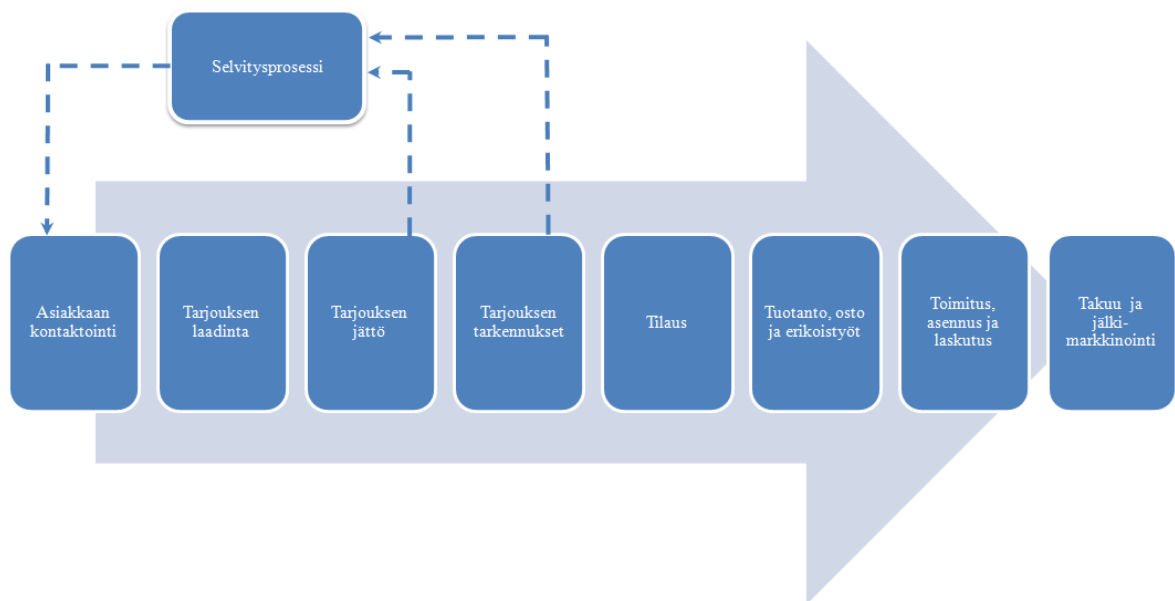 Selvitysprosessi
Asiakkaan
kontaktointi
Tarjouksen
laadinta
Tarjouksen
jättö
Tarjouksen
tarkennukset
Tilaus
Tuotanto, osto
ja erikoistyöt
Toimitus,
asennus ja
laskutus
Takuu ja
jälki-
markkinointi